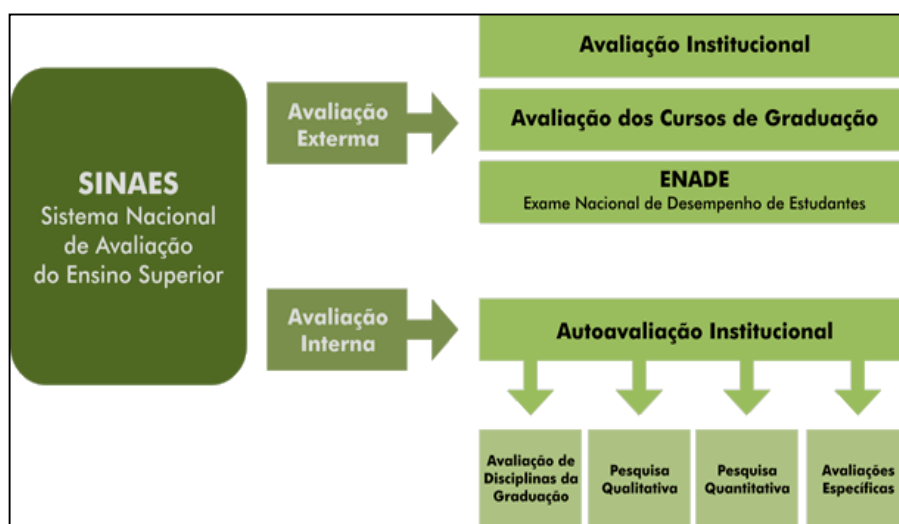 SINAES
Sistema Nacional
de Avaliação
do Ensino Superior
Avaliação
Exterma
Avaliação Institucional
Avaliação dos Cursos de Graduação
ENADE
Exame Nacional de Desempenho de Estudantes
Avaliação
Interna
Autoavaliação Institucional
Avaliação de
Disciplinas da
Graduação
Pesquisa
Qualitativa
Pesquisa
Quantitativa
Avaliações
Específicas